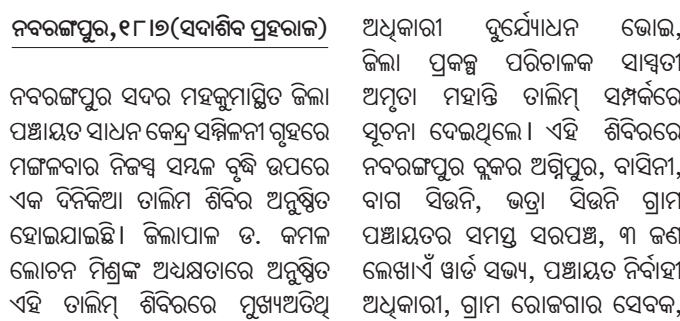 ନବରଙ୍ଗପୁର,୧୮।୭(ସଦାଶିବ ପ୍ରହରାଜ)
ନବରଙ୍ଗପୁର ସଦର ମହକୁମାସ୍ଥିତ ଜିଲା
ପଞ୍ଚାୟତ ସାଧନ କେନ୍ଦ୍ର ସମ୍ମିଳନୀ ଗୃହରେ
ମଙ୍ଗଳବାର ନିଜସ୍ୱ ସମ୍ବଳ ବୃଦ୍ଧି ଉପରେ
ଏକ ଦିନିକିଆ ତାଲିମ ଶିବିର ଅନୁଷ୍ଠିତ
ହୋଇଯାଇଛି। ଜିଲାପାଳ ଡ. କମଳ
ଲୋଚନ ମିଶ୍ରଙ୍କ ଅଧ୍ୟକ୍ଷତାରେ ଅନୁଷ୍ଠିତ
ଏହି ତାଲିମ୍ ଶିବିରରେ ମୁଖ୍ୟଅତିଥି
ଅଧିକାରୀ ଦୁର୍ଯ୍ୟୋଧନ ଭୋଇ,
ଜିଲା ପ୍ରକଳ୍ପ ପରିଚାଳକ ସାସ୍ୱତୀ
ଅମୃତା ମହାନ୍ତି ତାଲିମ୍ ସମ୍ପର୍କରେ
ସୂଚନା ଦେଇଥିଲେ। ଏହି ଶିବିରରେ
ନବରଙ୍ଗପୁର ବ୍ଲକର ଅଗ୍ନିପୁର, ବାସିନୀ,
ବାଗ ସିଉନି, ଭତ୍ରା ସିଉନି ଗ୍ରାମ
ପଞ୍ଚାୟତର ସମସ୍ତ ସରପଞ୍ଚ, ୩ ଜଣ
ଲେଖାଏଁ ୱାର୍ଡ ସଭ୍ୟ, ପଞ୍ଚାୟତ ନିର୍ବାହୀ
ଅଧିକାରୀ, ଗ୍ରାମ ରୋଜଗାର ସେବକ,